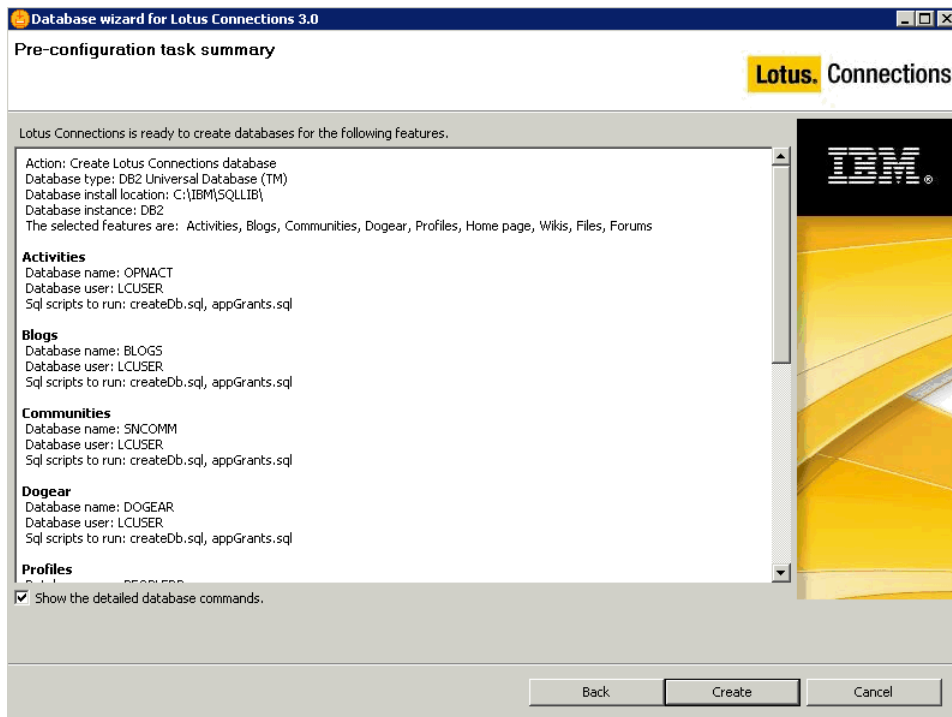 Database wizard for Lotus Connections 3.0
Pre-configuration task summary
Lotus. Connections
Lotus Connections is ready to create databases for the following features.
Action: Create Lotus Connections database
Database type: DB2 Universal Database (TM)
Database install location: C:\IBM\SQLLIB\
Database instance: DB2
The selected features are:  Activities, Blogs, Communities, Dogear, Profiles, Home page, Wikis, Files, Forums
Activities
Database name: OPNACT
Database user: LCUSER
Sql scripts to run: createDb.sql, appGrants.sql
Blogs
Database name: BLOGS
Database user: LCUSER
Sql scripts to run: createDb.sql, appGrants.sql
Communities
Database name: SNCOMM
Database user: LCUSER
Sql scripts to run: createDb.sql, appGrants.sql
Dogear
Database name: DOGEAR
Database user: LCUSER
Sql scripts to run: createDb.sql, appGrants.sql
Profiles
IBM®
Show the detailed database commands.
Back
Create
Cancel